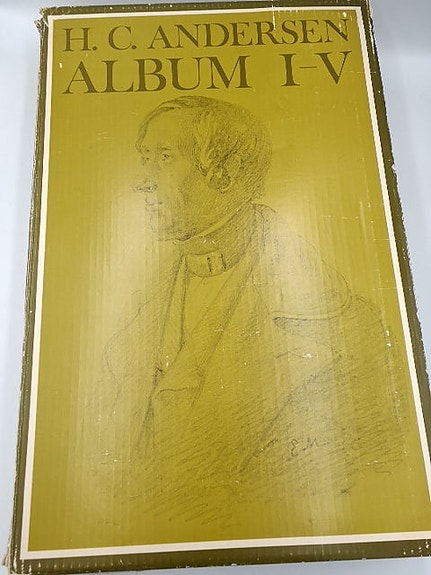 H. C. ANDERSEN
ALBUM I-V
E. M.